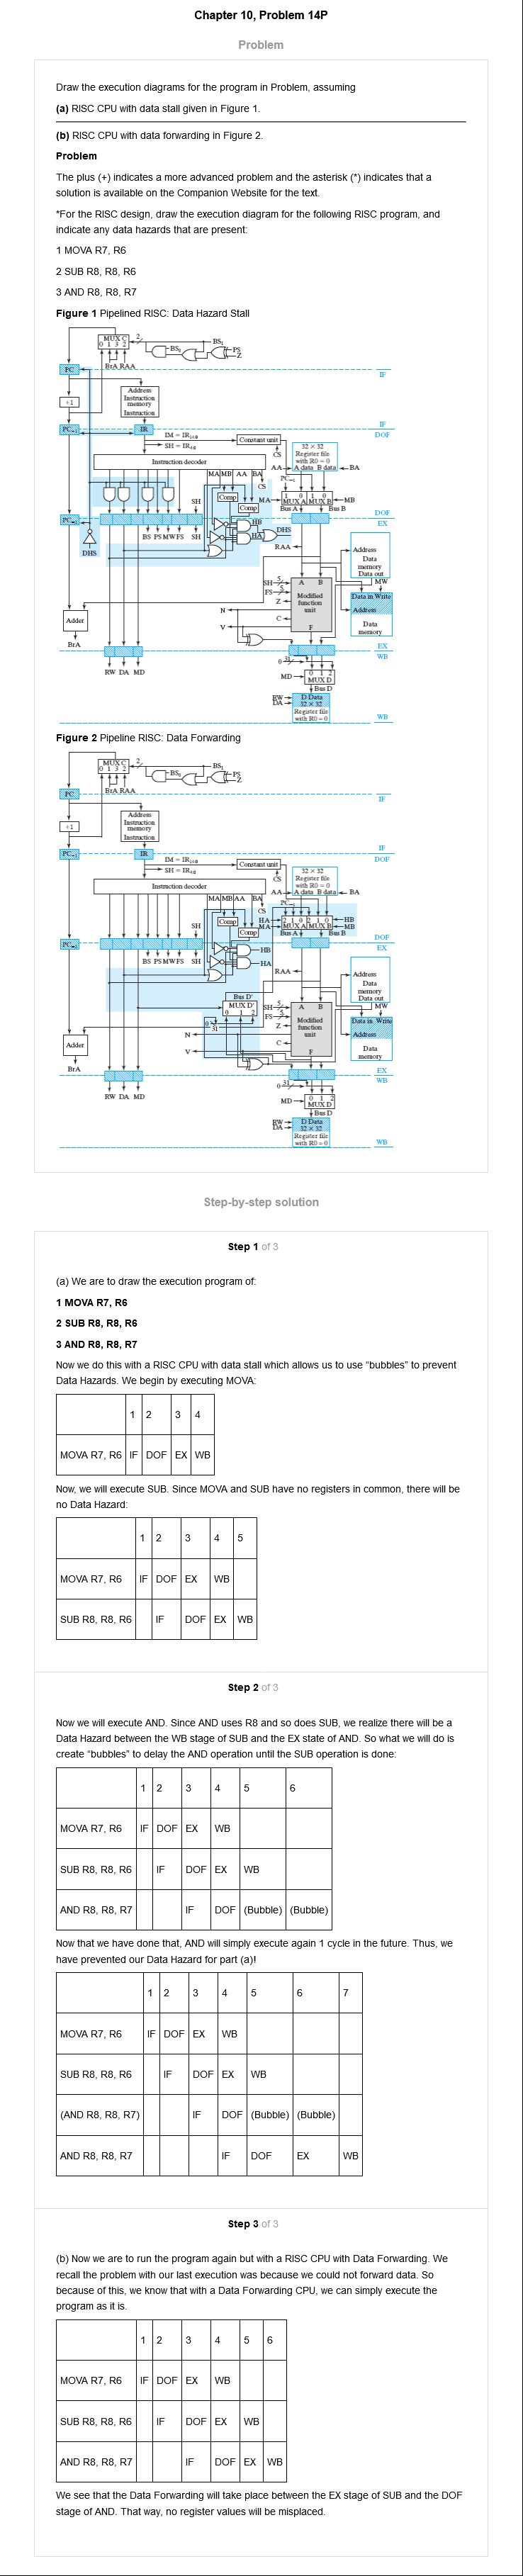 Chapter 10, Problem 14P
Problem
Draw the execution diagrams for the program in Problem, assuming
(a) RISC CPU with data stall given in Figure 1.
(b) RISC CPU with data forwarding in Figure 2.
Problem
The plus (+) indicates a more advanced problem and the asterisk (*) indicates that a
solution is available on the Companion Website for the text.
*For the RISC design, draw the execution diagram for the following RISC program, and
indicate any data hazards that are present:
1 MOVA R7, R6
2 SUB R8, R8, R6
3 AND R8, R8, R7
Figure 1 Pipelined RISC: Data Hazard Stall
MUX C
0 1 3 2
2
BS1
BS0
PS
Z
BrA RAA
PC
IF
Address
Instruction
memory
Instruction
+1
IF
PC-1
IR
DOF
Constant unit
32 × 32
Register file
with R0 = 0
A data B data
Instruction decoder
CS
AA
BA
MA MB AA BA
CS
PC-1
Comp
Comp
SH
MA
1 0 1 0
MUX A MUX B
MB
Bus A
Bus B
PC-2
HB
DOF
EX
BS PS MW FS SH
HA
DHS
DHS
RAA
Address
Data
memory
Data out
SH
FS
Z
N
C
V
A B
Modified
function
unit
F
MW
Data in Write
Address
Data
memory
Adder
BrA
EX
WB
RW DA MD
0
31
MD
0 1 2
MUX D
Bus D
RW
DA
D Data
32 × 32
Register file
with R0 = 0
WB
Figure 2 Pipeline RISC: Data Forwarding
MUX C
0 1 3 2
2
BS1
BS0
PS
Z
BrA RAA
PC
IF
Address
Instruction
memory
Instruction
+1
IF
PC-1
IR
DOF
Constant unit
32 × 32
Register file
with R0 = 0
A data B data
Instruction decoder
CS
AA
BA
MA MB AA BA
CS
PC-1
Comp
Comp
SH
HA
MA
2 1 0 2 1 0
MUX A MUX B
HB
MB
Bus A
Bus B
PC-2
DOF
EX
HB
BS PS MW FS SH
HA
RAA
Address
Data
memory
Data out
Bus D'
MUX D'
0 1 2
0
31
SH
FS
Z
N
C
V
A B
Modified
function
unit
F
MW
Data in Write
Address
Data
memory
Adder
BrA
EX
WB
RW DA MD
0
31
MD
0 1 2
MUX D
Bus D
RW
DA
D Data
32 × 32
Register file
with R0 = 0
WB
Step-by-step solution
Step 1 of 3
(a) We are to draw the execution program of:
1 MOVA R7, R6
2 SUB R8, R8, R6
3 AND R8, R8, R7
Now we do this with a RISC CPU with data stall which allows us to use “bubbles” to prevent
Data Hazards. We begin by executing MOVA:
1 2 3 4
MOVA R7, R6 IF DOF EX WB
Now, we will execute SUB. Since MOVA and SUB have no registers in common, there will be
no Data Hazard:
1 2 3 4 5
MOVA R7, R6 IF DOF EX WB
SUB R8, R8, R6 IF DOF EX WB
Step 2 of 3
Now we will execute AND. Since AND uses R8 and so does SUB, we realize there will be a
Data Hazard between the WB stage of SUB and the EX state of AND. So what we will do is
create “bubbles” to delay the AND operation until the SUB operation is done:
1 2 3 4 5 6
MOVA R7, R6 IF DOF EX WB
SUB R8, R8, R6 IF DOF EX WB
AND R8, R8, R7 IF DOF (Bubble) (Bubble)
Now that we have done that, AND will simply execute again 1 cycle in the future. Thus, we
have prevented our Data Hazard for part (a)!
1 2 3 4 5 6 7
MOVA R7, R6 IF DOF EX WB
SUB R8, R8, R6 IF DOF EX WB
(AND R8, R8, R7) IF DOF (Bubble) (Bubble)
AND R8, R8, R7 IF DOF EX WB
Step 3 of 3
(b) Now we are to run the program again but with a RISC CPU with Data Forwarding. We
recall the problem with our last execution was because we could not forward data. So
because of this, we know that with a Data Forwarding CPU, we can simply execute the
program as it is.
1 2 3 4 5 6
MOVA R7, R6 IF DOF EX WB
SUB R8, R8, R6 IF DOF EX WB
AND R8, R8, R7 IF DOF EX WB
We see that the Data Forwarding will take place between the EX stage of SUB and the DOF
stage of AND. That way, no register values will be misplaced.